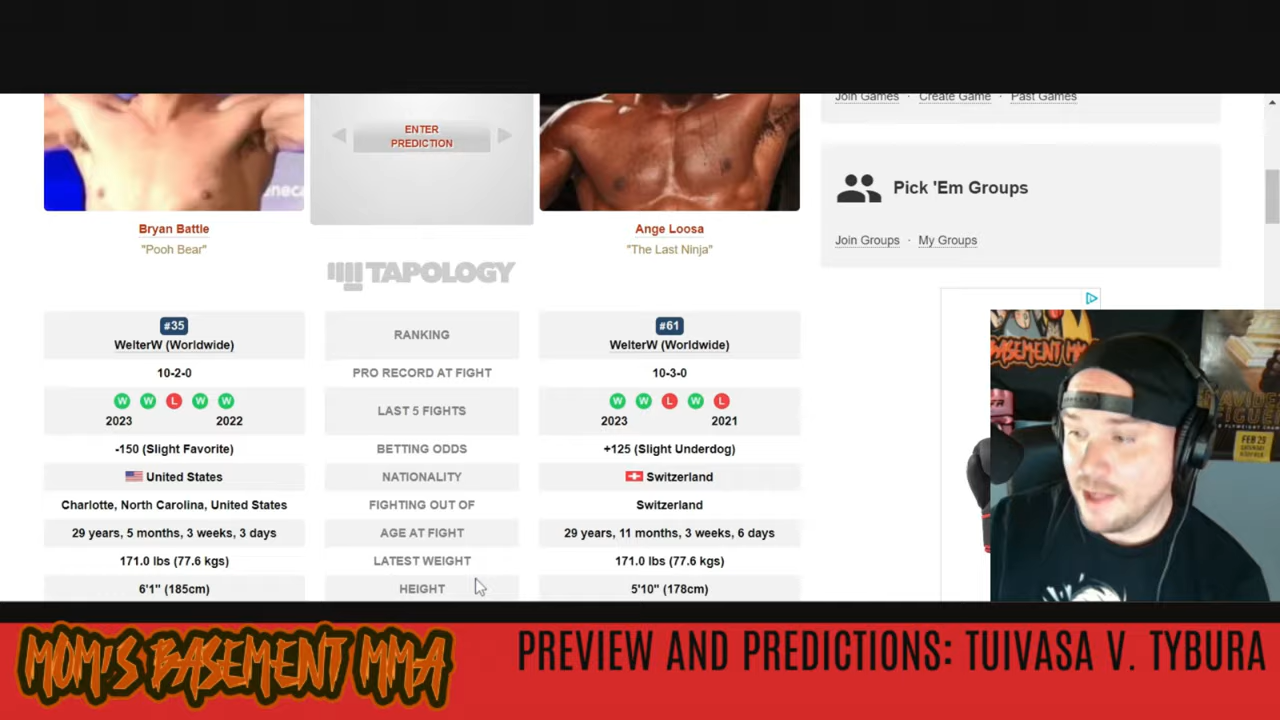 Join Games · Create Game · Past Games
ENTER
PREDICTION
Pick 'Em Groups
Join Groups · My Groups
Bryan Battle
"Pooh Bear"
Ange Loosa
"The Last Ninja"
TAPOLOGY
#35
WelterW (Worldwide)
RANKING
#61
WelterW (Worldwide)
10-2-0
PRO RECORD AT FIGHT
10-3-0
W W L W W
2023 2022
LAST 5 FIGHTS
W W L W L
2023 2021
-150 (Slight Favorite)
BETTING ODDS
+125 (Slight Underdog)
United States
NATIONALITY
Switzerland
Charlotte, North Carolina, United States
FIGHTING OUT OF
Switzerland
29 years, 5 months, 3 weeks, 3 days
AGE AT FIGHT
29 years, 11 months, 3 weeks, 6 days
171.0 lbs (77.6 kgs)
LATEST WEIGHT
171.0 lbs (77.6 kgs)
6'1" (185cm)
HEIGHT
5'10" (178cm)
BASEMENT MMA
FEB 29
MOM'S BASEMENT MMA
PREVIEW AND PREDICTIONS: TUIVASA V. TYBURA